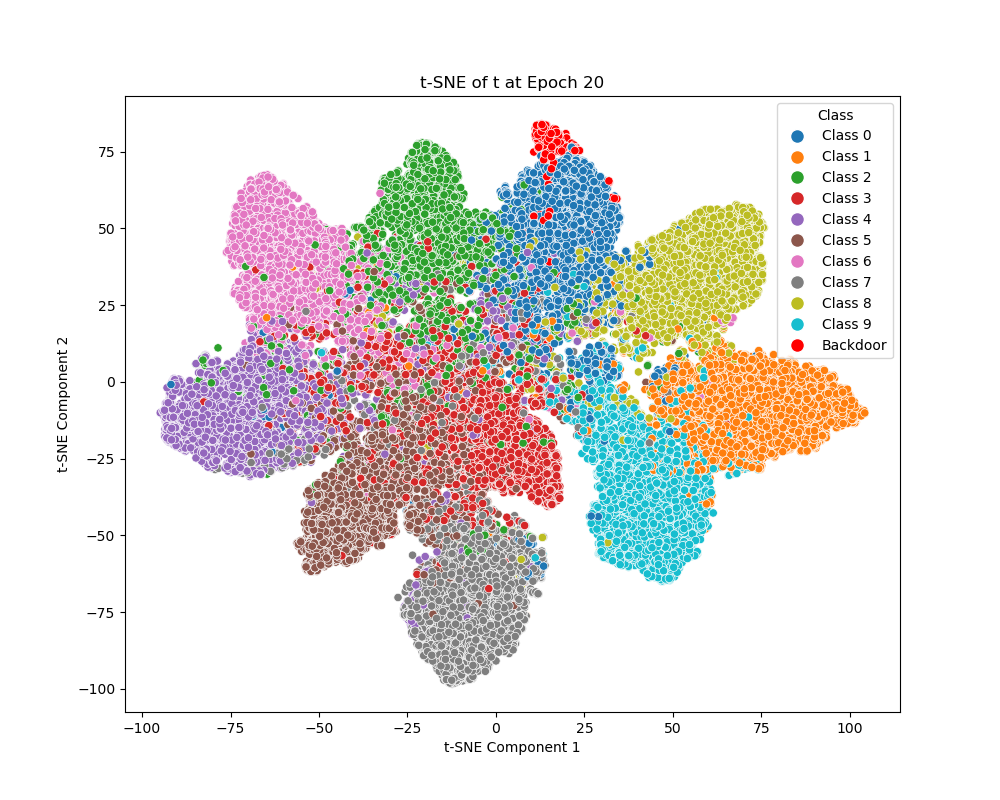 t-SNE of t at Epoch 20
Class
Class 0
Class 1
Class 2
Class 3
Class 4
Class 5
Class 6
Class 7
Class 8
Class 9
Backdoor
75
50
25
0
−25
−50
−75
−100
t-SNE Component 2
−100 −75 −50 −25 0 25 50 75 100
t-SNE Component 1